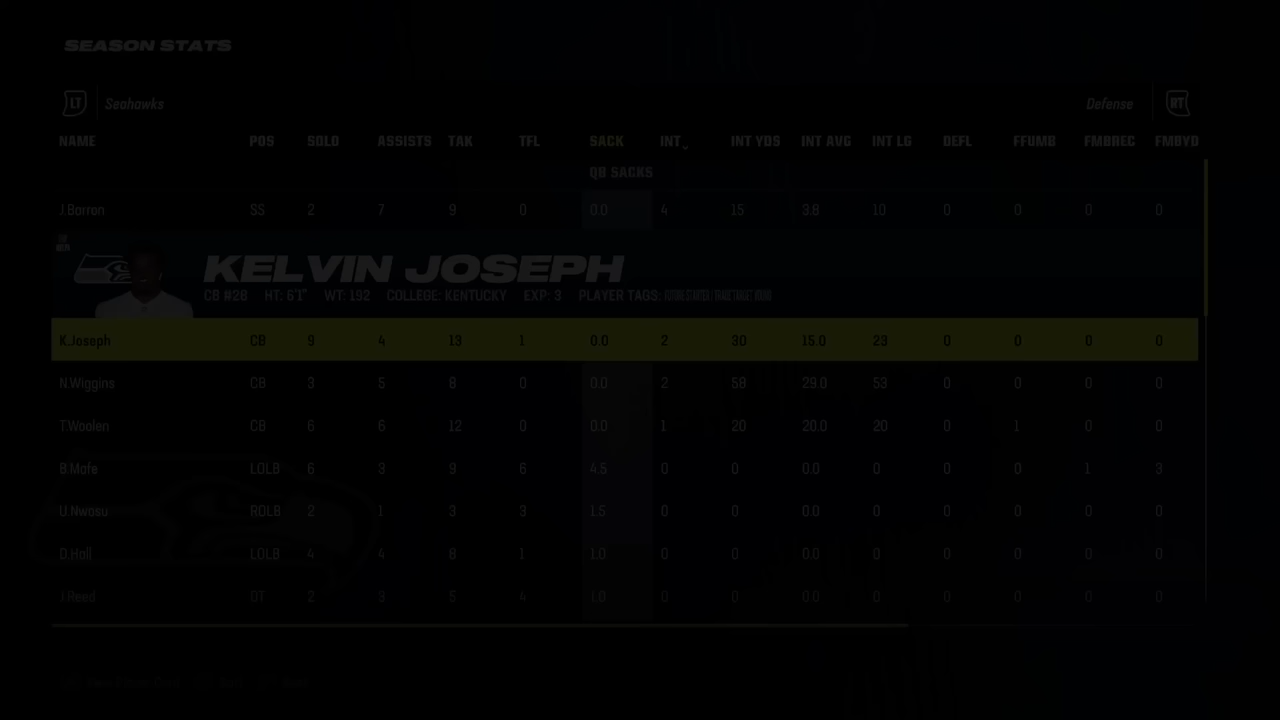 SEASON STATS
LT Seahawks Defense RT
NAME POS SOLO ASSISTS TAK TFL SACK INT INT YDS INT AVG INT LG DEFL FFUMB FMBREC FMBYD
QB SACKS
J.Barron SS 2 7 9 0 0.0 4 15 3.8 10 0 0 0 0
KELVIN JOSEPH
CB #28 HT: 6'1" WT: 192 COLLEGE: KENTUCKY EXP: 3 PLAYER TAGS:
K.Joseph CB 9 4 13 1 0.0 2 30 15.0 23 0 0 0 0
N.Wiggins CB 3 5 8 0 0.0 2 58 29.0 53 0 0 0 0
T.Woolen CB 6 6 12 0 0.0 1 20 20.0 20 0 1 0 0
B.Mafe LOLB 6 3 9 6 4.5 0 0 0.0 0 0 0 1 3
U.Nwosu ROLB 2 1 3 3 1.5 0 0 0.0 0 0 0 0 0
D.Hall LOLB 4 4 8 1 1.0 0 0 0.0 0 0 0 0 0
J.Reed DT 2 3 5 4 1.0 0 0 0.0 0 0 0 0 0